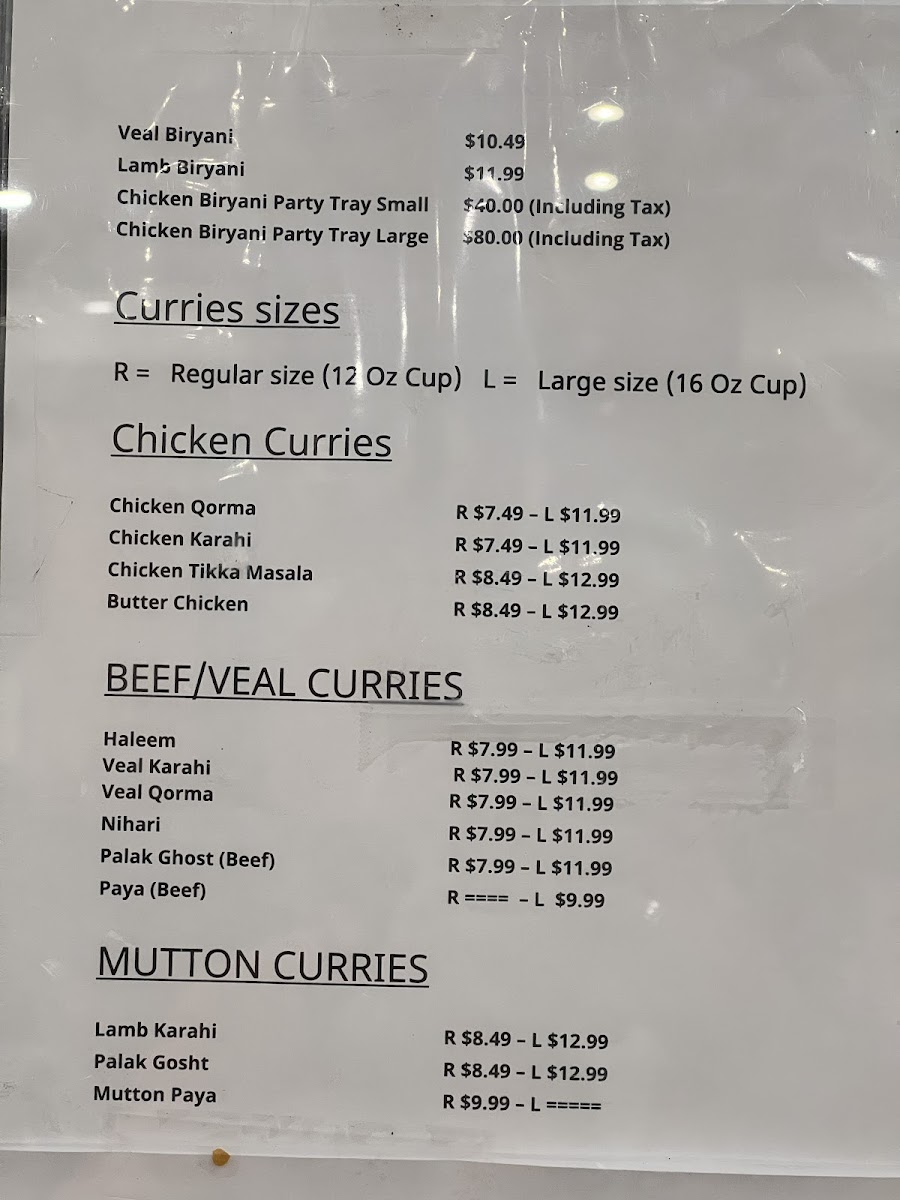 Veal Biryani $10.49
Lamb Biryani $11.99
Chicken Biryani Party Tray Small $40.00 (Including Tax)
Chicken Biryani Party Tray Large $80.00 (Including Tax)
Curries sizes
R = Regular size (12 Oz Cup) L = Large size (16 Oz Cup)
Chicken Curries
Chicken Qorma R $7.49 – L $11.99
Chicken Karahi R $7.49 – L $11.99
Chicken Tikka Masala R $8.49 – L $12.99
Butter Chicken R $8.49 – L $12.99
BEEF/VEAL CURRIES
Haleem R $7.99 – L $11.99
Veal Karahi R $7.99 – L $11.99
Veal Qorma R $7.99 – L $11.99
Nihari R $7.99 – L $11.99
Palak Ghost (Beef) R $7.99 – L $11.99
Paya (Beef) R ==== – L $9.99
MUTTON CURRIES
Lamb Karahi R $8.49 – L $12.99
Palak Gosht R $8.49 – L $12.99
Mutton Paya R $9.99 – L =====